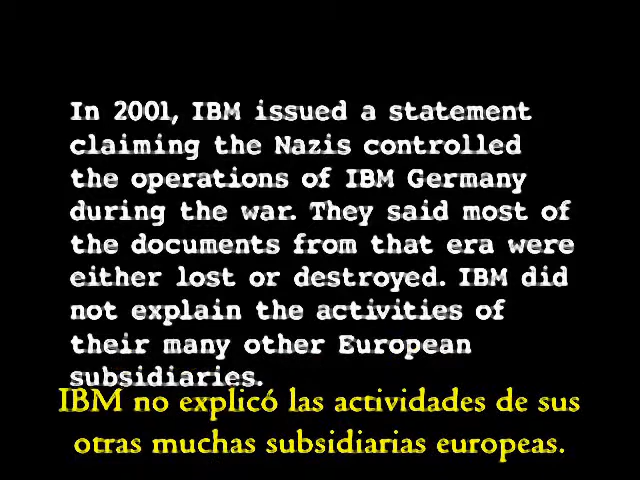 In 2001, IBM issued a statement
claiming the Nazis controlled
the operations of IBM Germany
during the war. They said most of
the documents from that era were
either lost or destroyed. IBM did
not explain the activities of
their many other European
subsidiaries.
IBM no explicó las actividades de sus
otras muchas subsidiarias europeas.